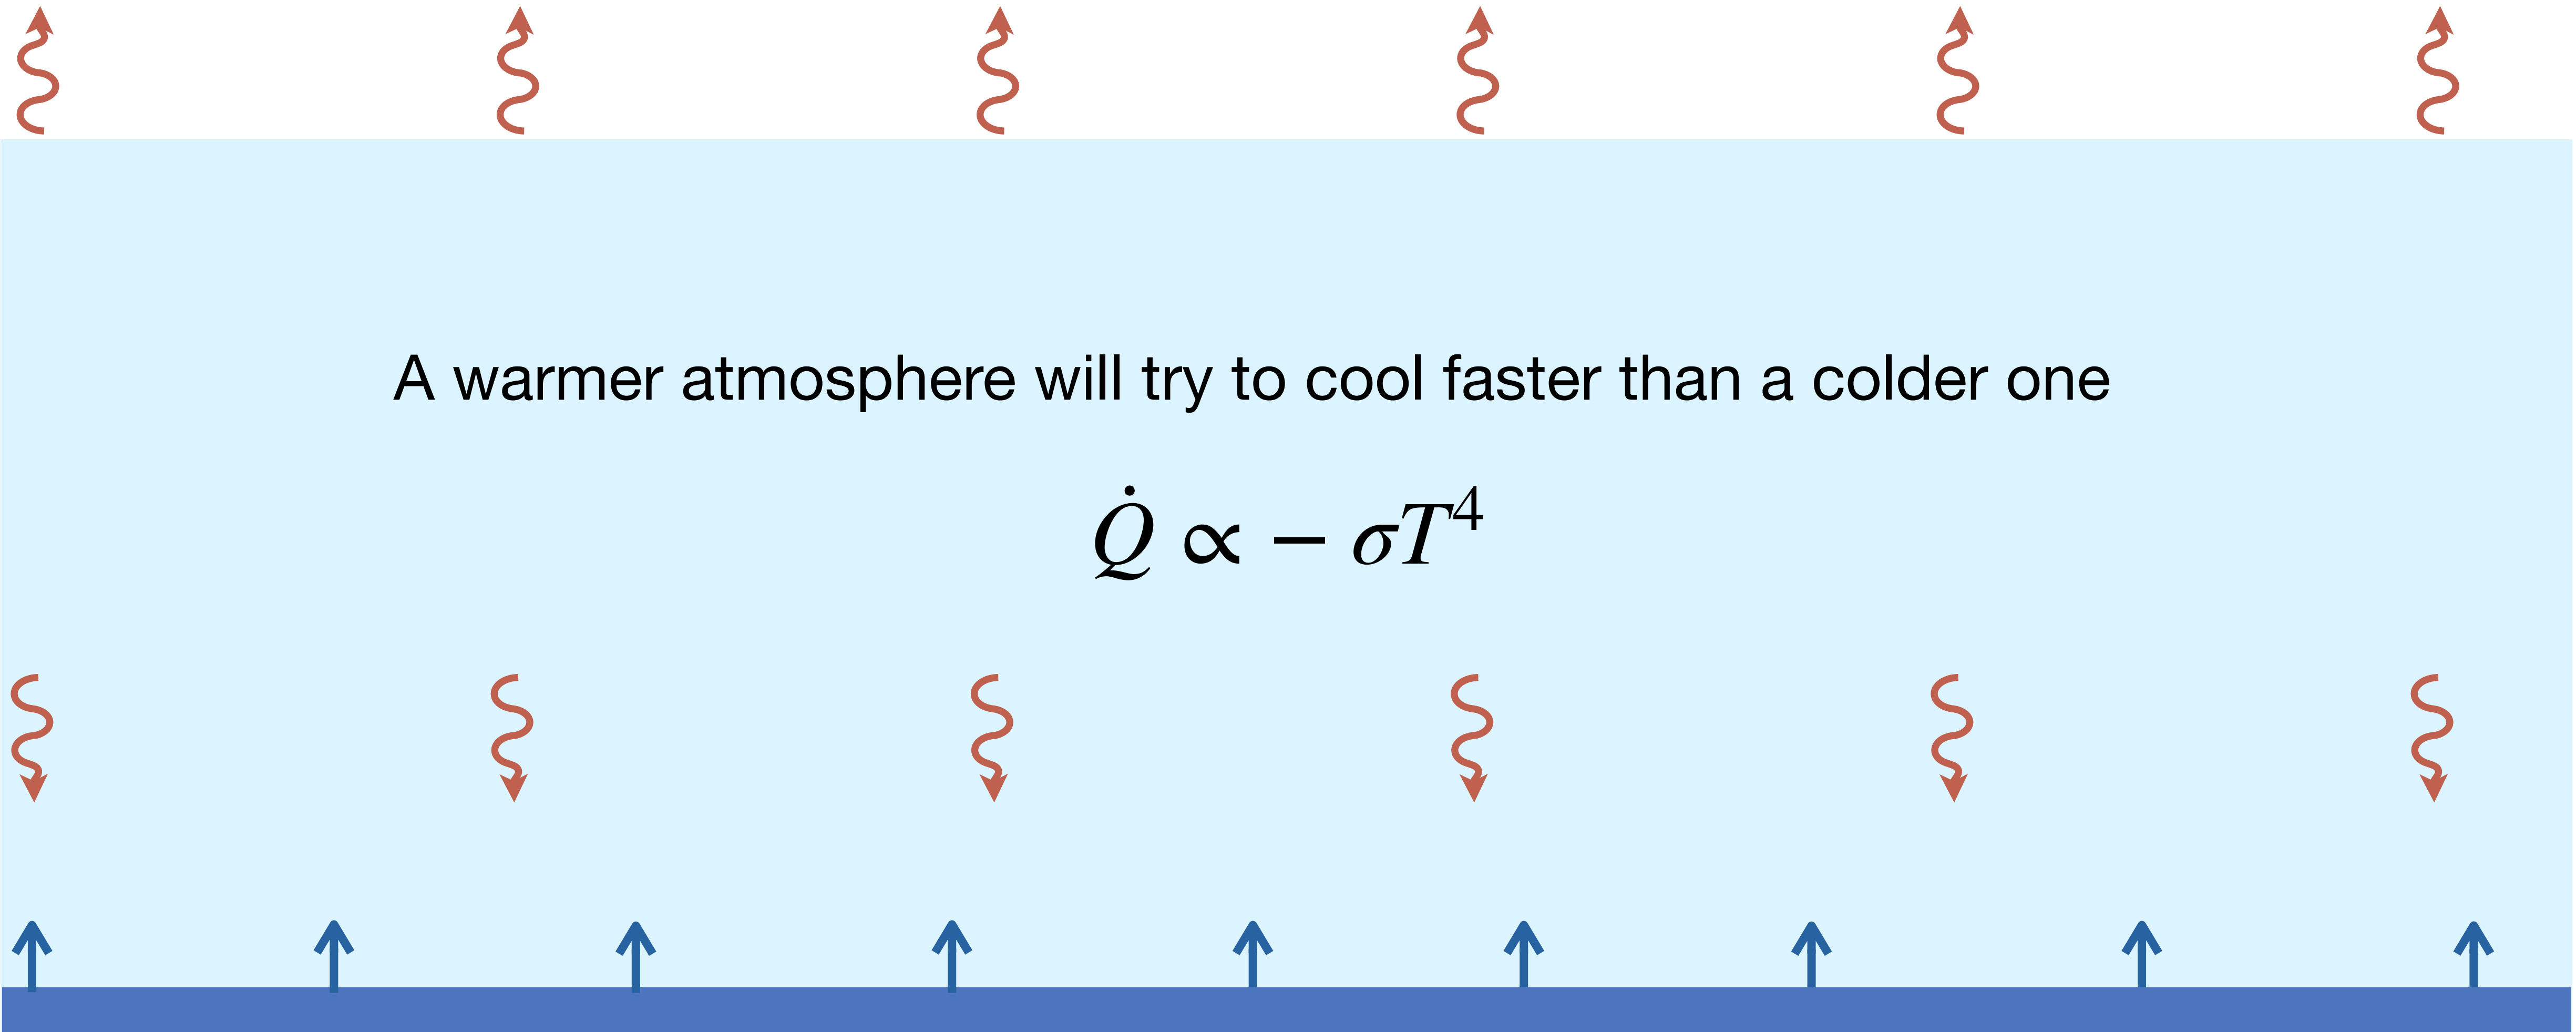 A warmer atmosphere will try to cool faster than a colder one
Q̇ ∝ − σT⁴